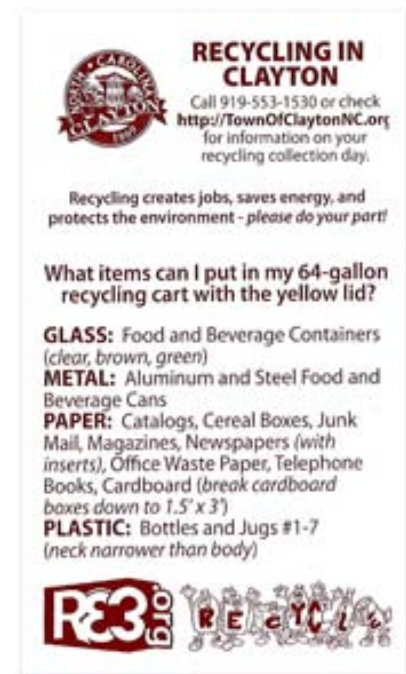 NORTH CAROLINA
CLAYTON
RECYCLING IN
CLAYTON
Call 919-553-1530 or check
http://TownOfClaytonNC.org
for information on your
recycling collection day.
Recycling creates jobs, saves energy, and
protects the environment - please do your part!
What items can I put in my 64-gallon
recycling cart with the yellow lid?
GLASS: Food and Beverage Containers
(clear, brown, green)
METAL: Aluminum and Steel Food and
Beverage Cans
PAPER: Catalogs, Cereal Boxes, Junk
Mail, Magazines, Newspapers (with
inserts), Office Waste Paper, Telephone
Books, Cardboard (break cardboard
boxes down to 1.5' x 3')
PLASTIC: Bottles and Jugs #1-7
(neck narrower than body)
RE3.org
RECYCLE